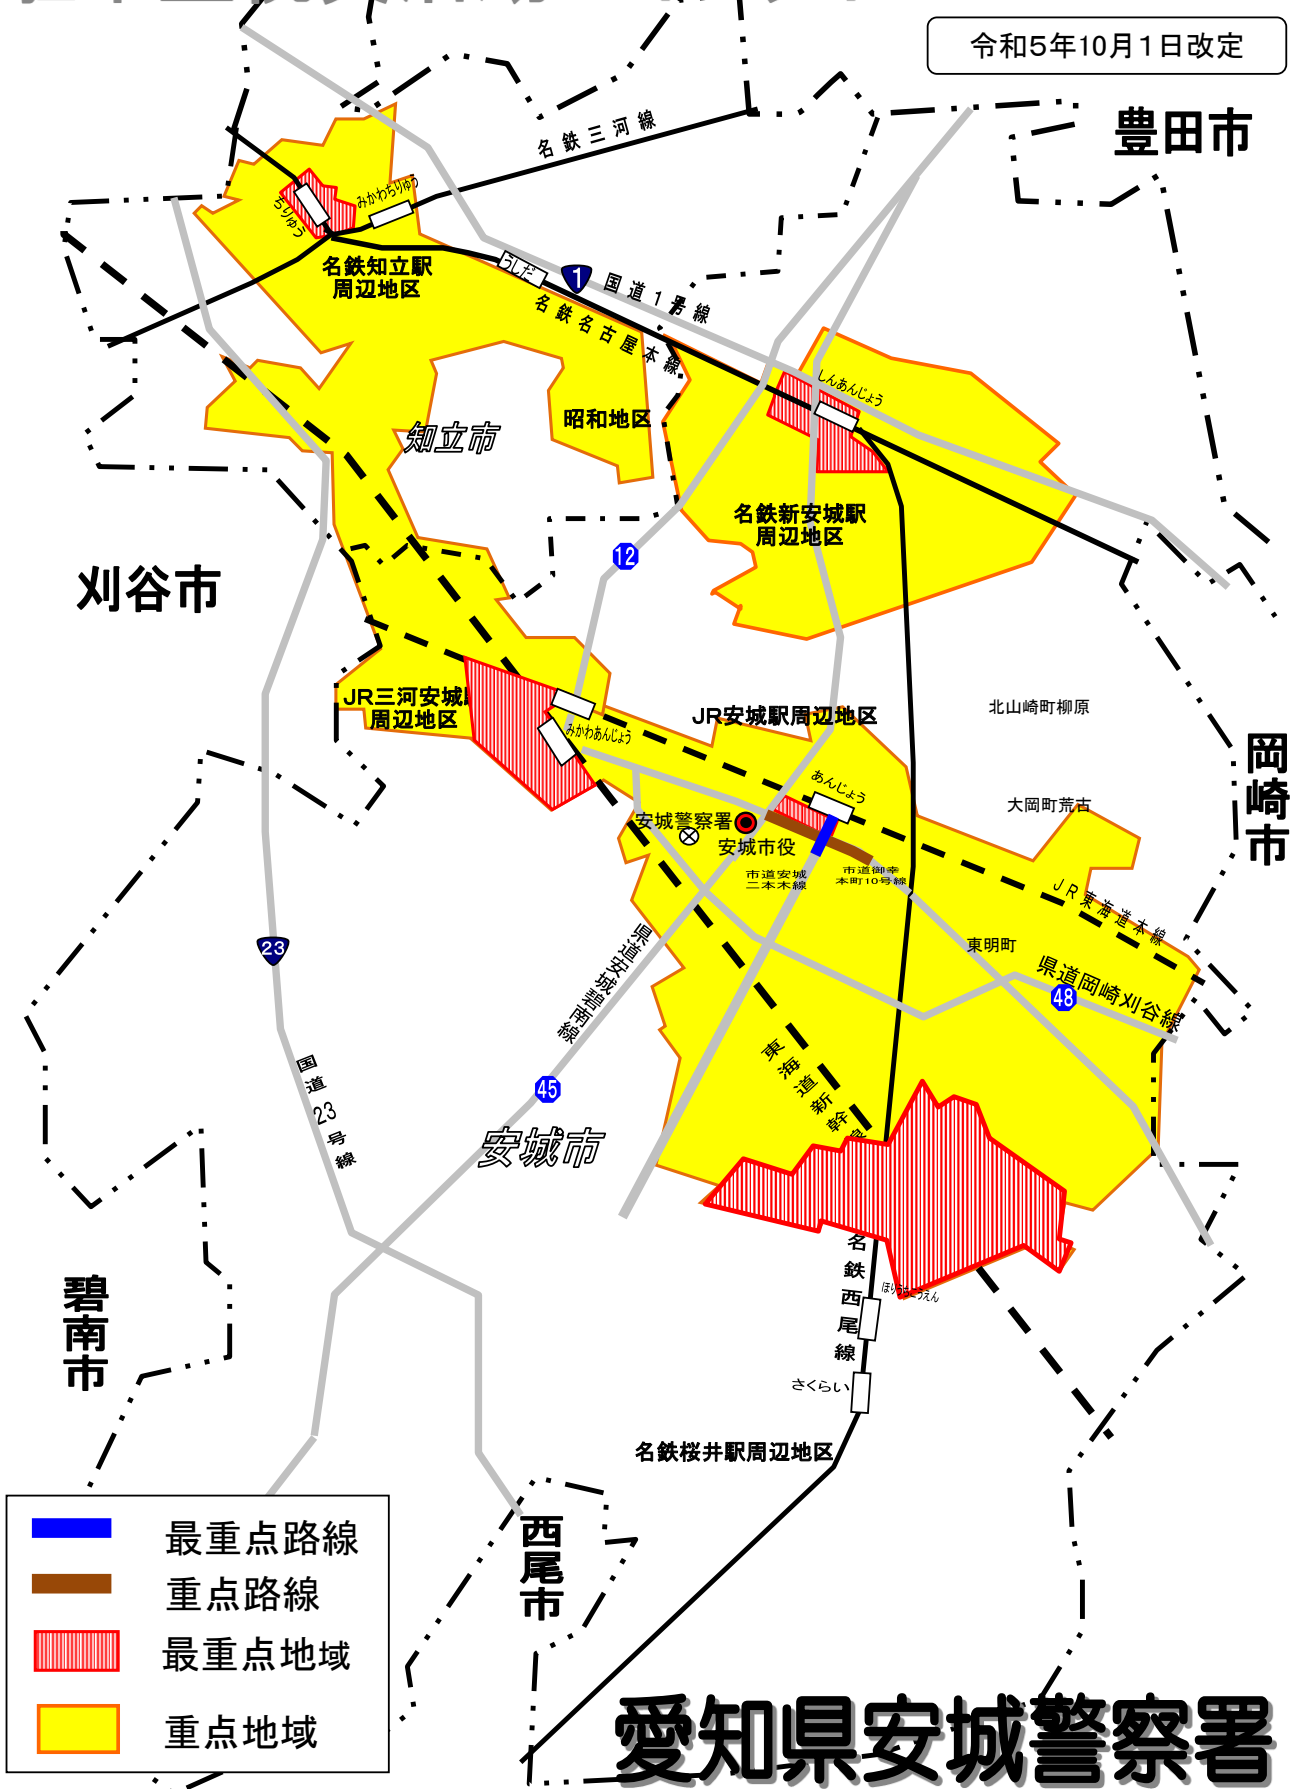 令和5年10月1日改定
豊田市
名鉄三河線
みかわちりゅう
ちりゅう
名鉄知立駅
周辺地区
うしだ
1
国道1号線
名鉄名古屋本線
しんあんじょう
昭和地区
知立市
名鉄新安城駅
周辺地区
12
刈谷市
JR三河安城
周辺地区
みかわあんじょう
JR安城駅周辺地区
北山崎町柳原
岡崎市
あんじょう
大岡町荒古
安城警察署
安城市役
市道安城
二本木線
市道御幸
本町10号線
JR東海道本線
東明町
県道岡崎刈谷線
48
県道安城碧南線
23
国道23号線
45
東海道新幹線
安城市
碧南市
名鉄西尾線
ほりうちこうえん
さくらい
名鉄桜井駅周辺地区
西尾市
最重点路線
重点路線
最重点地域
重点地域
愛知県安城警察署